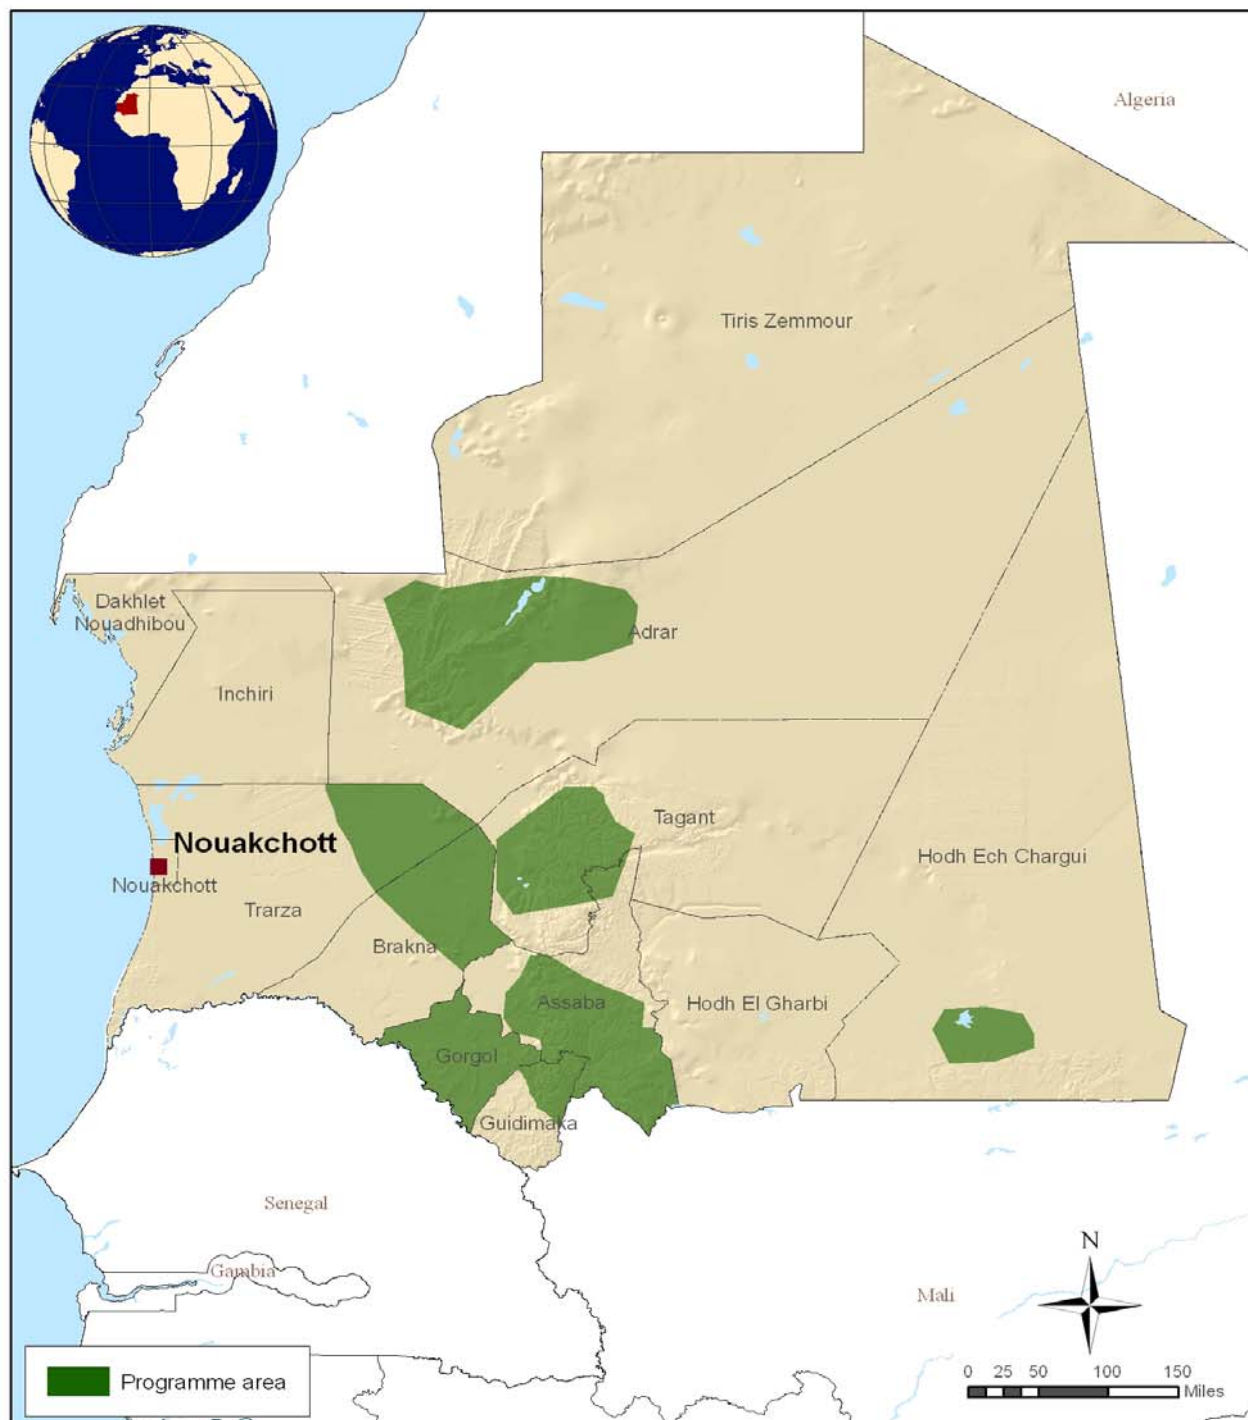 Algeria
Tiris Zemmour
Dakhlet
Nouadhibou
Adrar
Inchiri
Tagant
Nouakchott
Hodh Ech Chargui
Nouakchott
Trarza
Brakna
Assaba
Hodh El Gharbi
Gorgol
Guidimaka
Senegal
Gambia
Mali
N
0 25 50 100 150
Miles
Programme area